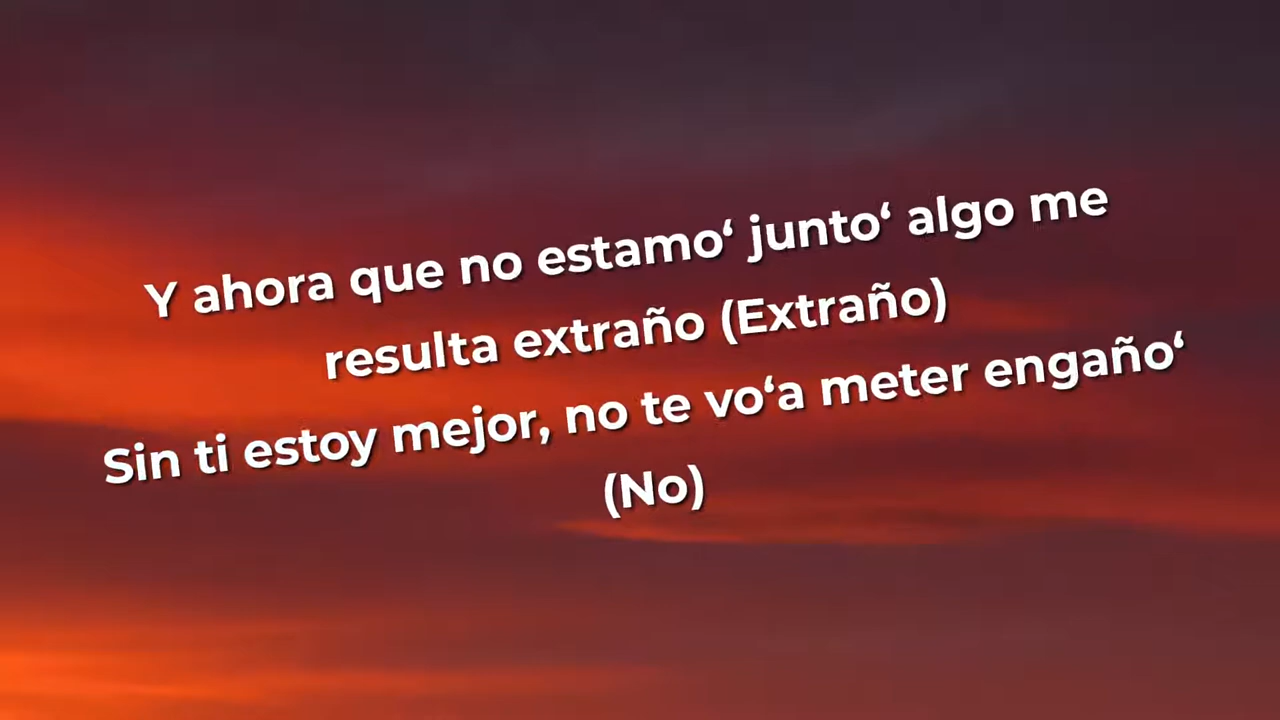 Y ahora que no estamo‘ junto‘ algo me
resulta extraño (Extraño)
Sin ti estoy mejor, no te vo‘a meter engaño‘
(No)